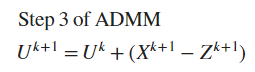 Step 3 of ADMM
U^{k+1} = U^k + (X^{k+1} − Z^{k+1})